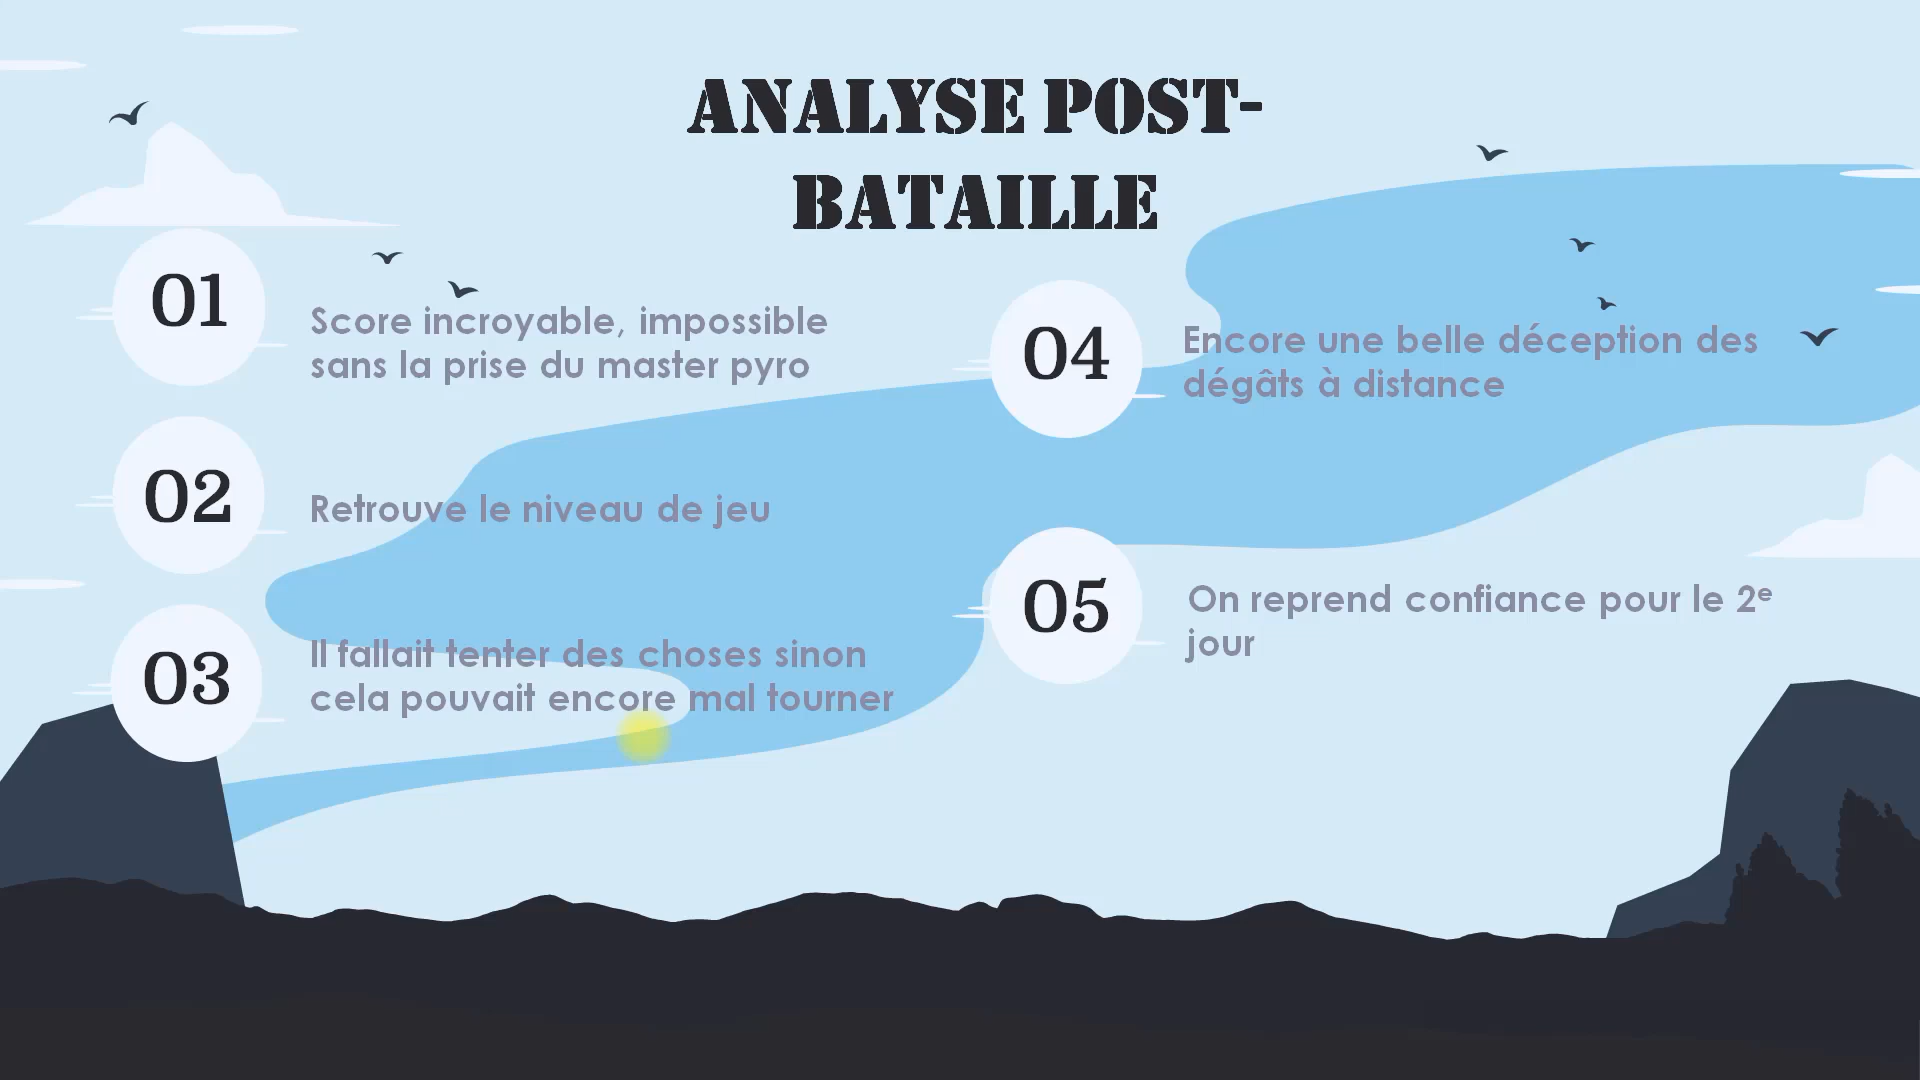 ANALYSE POST-
BATAILLE
01
Score incroyable, impossible
sans la prise du master pyro
02
Retrouve le niveau de jeu
03
Il fallait tenter des choses sinon
cela pouvait encore mal tourner
04
Encore une belle déception des
dégâts à distance
05
On reprend confiance pour le 2ᵉ
jour